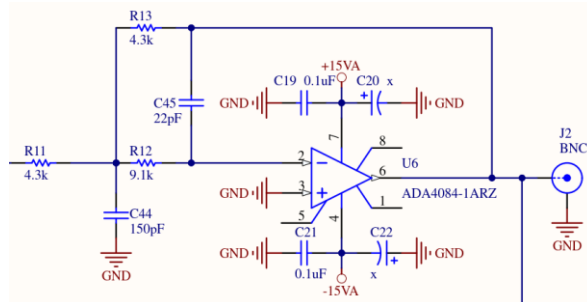 R13
4.3k
+15VA
C19
0.1uF
C20
x
GND
GND
C45
22pF
J2
BNC
7
8
R11
4.3k
R12
9.1k
2
U6
6
ADA4084-1ARZ
GND
3
1
5
4
C44
150pF
GND
C21
C22
GND
GND
GND
0.1uF
x
-15VA